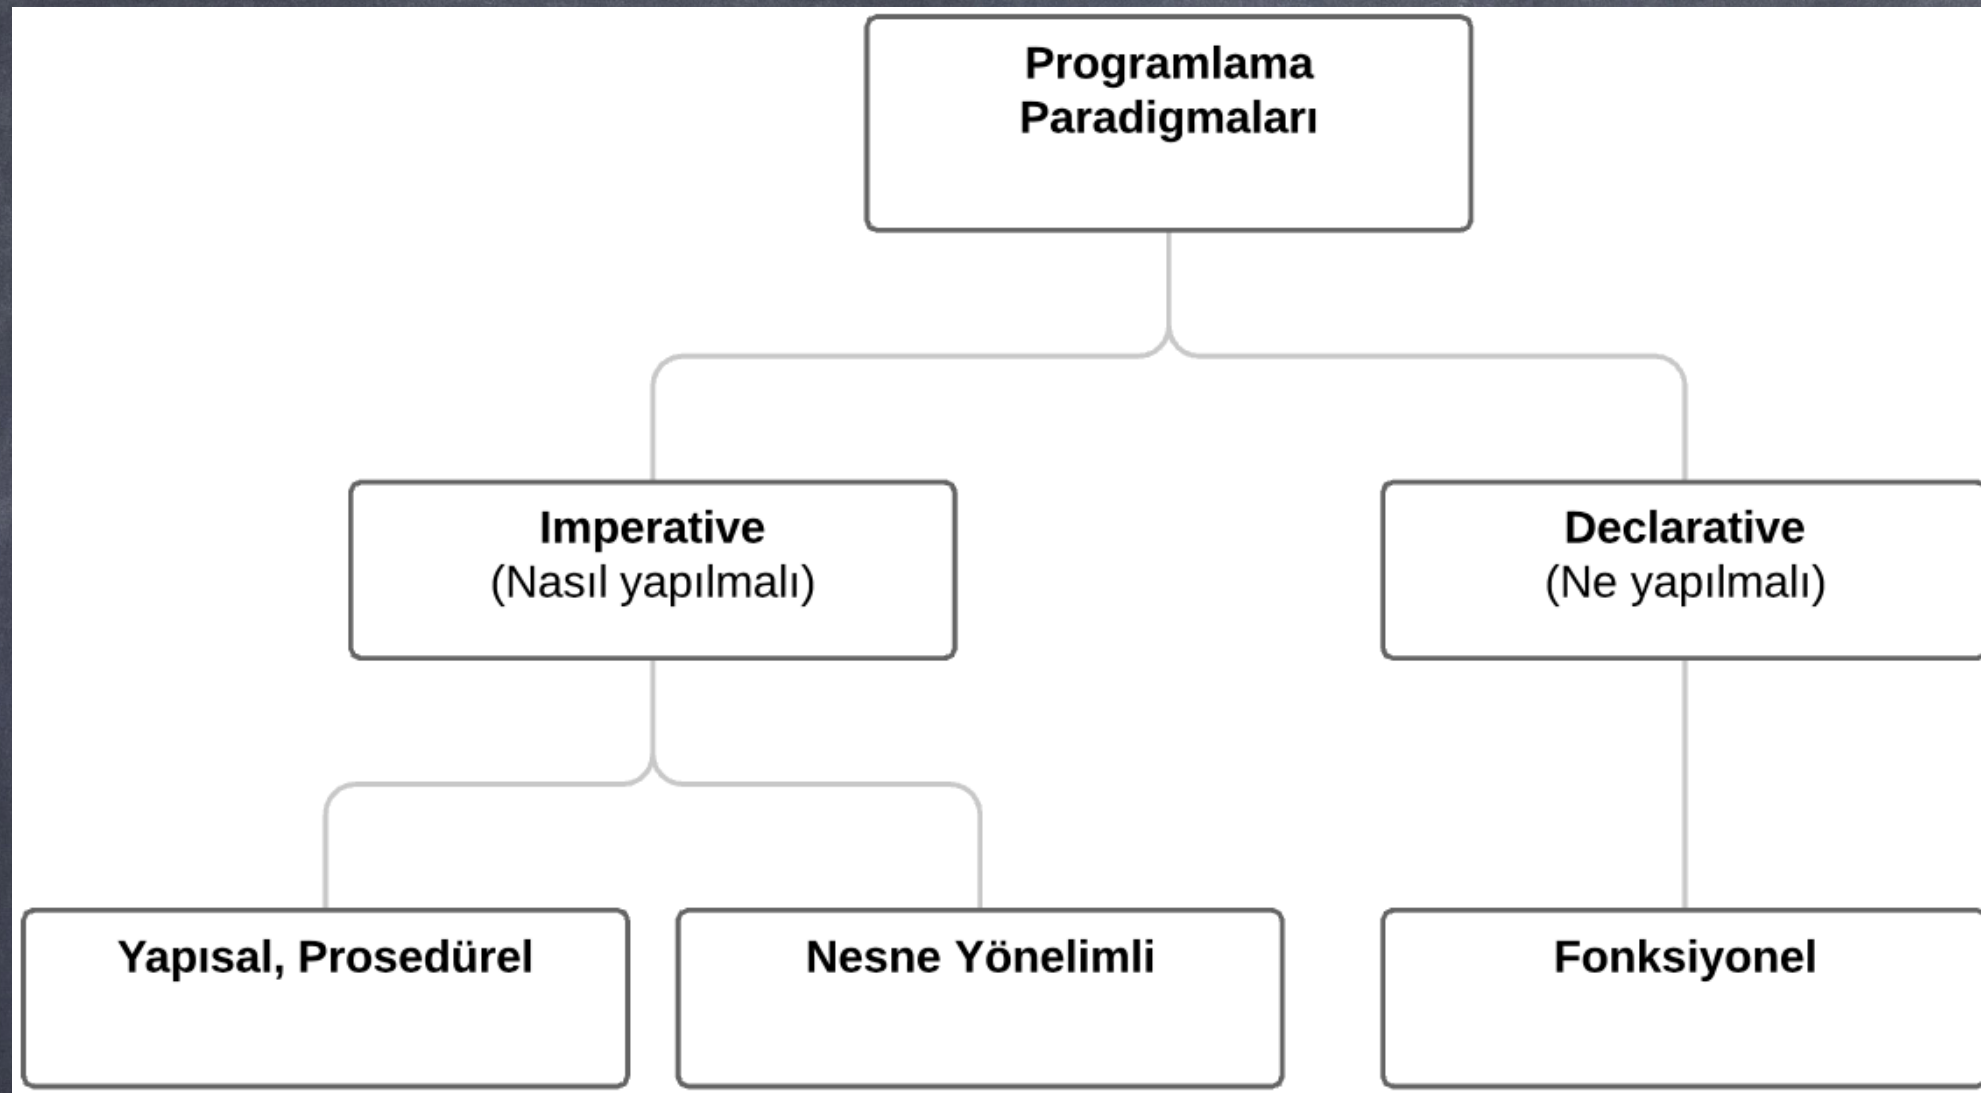 Programlama
Paradigmaları
Imperative
(Nasıl yapılmalı)
Declarative
(Ne yapılmalı)
Yapısal, Prosedürel
Nesne Yönelimli
Fonksiyonel